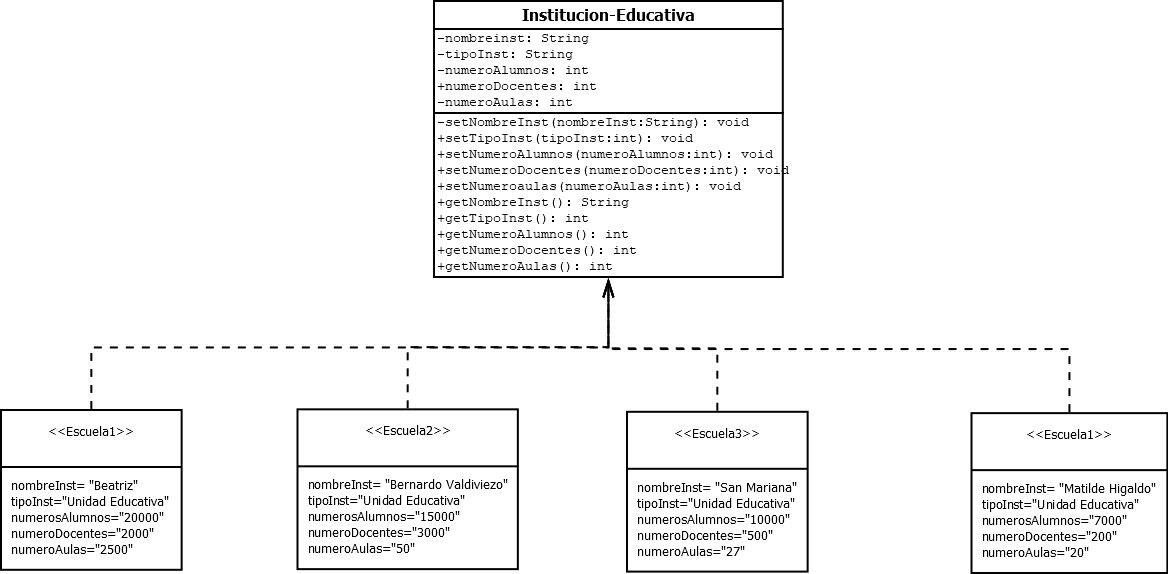 Institucion-Educativa
-nombreinst: String
-tipoInst: String
-numeroAlumnos: int
+numeroDocentes: int
-numeroAulas: int
-setNombreInst(nombreInst:String): void
+setTipoInst(tipoInst:int): void
+setNumeroAlumnos(numeroAlumnos:int): void
+setNumeroDocentes(numeroDocentes:int): void
+setNumeroaulas(numeroAulas:int): void
+getNombreInst(): String
+getTipoInst(): int
+getNumeroAlumnos(): int
+getNumeroDocentes(): int
+getNumeroAulas(): int
<<Escuela1>>
nombreInst= "Beatriz"
tipoInst="Unidad Educativa"
numerosAlumnos="20000"
numeroDocentes="2000"
numeroAulas="2500"
<<Escuela2>>
nombreInst= "Bernardo Valdiviezo"
tipoInst="Unidad Educativa"
numerosAlumnos="15000"
numeroDocentes="3000"
numeroAulas="50"
<<Escuela3>>
nombreInst= "San Mariana"
tipoInst="Unidad Educativa"
numerosAlumnos="10000"
numeroDocentes="500"
numeroAulas="27"
<<Escuela1>>
nombreInst= "Matilde Higaldo"
tipoInst="Unidad Educativa"
numerosAlumnos="7000"
numeroDocentes="200"
numeroAulas="20"